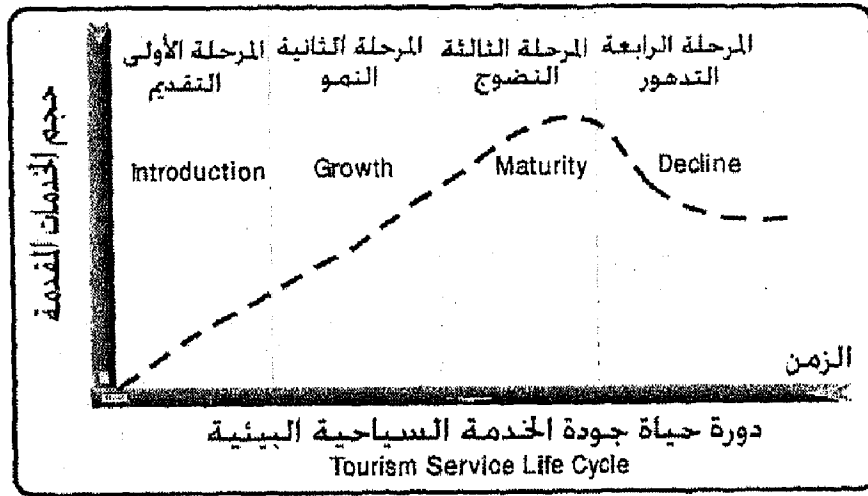 المرحلة الأولى
التقديم
المرحلة الثانية
النمو
المرحلة الثالثة
النضوج
المرحلة الرابعة
التدهور
Introduction
Growth
Maturity
Decline
حجم الخدمات المقدمة
الزمن
دورة حياة جودة الخدمة السياحية البيئية
Tourism Service Life Cycle